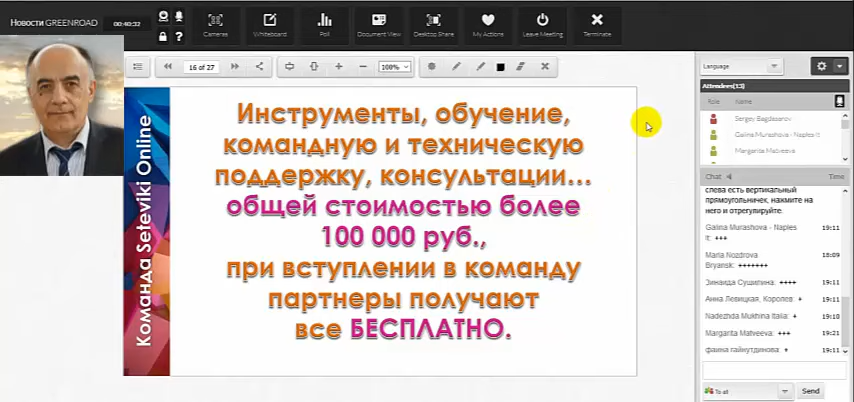 Новости GREENROAD
00:40:32
Cameras
Whiteboard
Poll
Document View
Desktop Share
My Actions
Leave Meeting
Terminate
16 of 27
100%
Команда Seteviki Online
Инструменты, обучение,
командную и техническую
поддержку, консультации...
общей стоимостью более
100 000 руб.,
при вступлении в команду
партнеры получают
все БЕСПЛАТНО.
Language
Attendees(13)
Role Name
Sergey Bagdasarov
Galina Murashova - Naples It
Margarita Matveeva
Chat Time
слева есть вертикальный
прямоугольничек, нажмите на
него и отрегулируйте
Galina Murashova - Naples 19:11
It: +++
Maria Nozdrova 18:09
Bryansk: +++++++
Зинаида Сушилина: ++++ 19:11
Анна Левицкая, Королев: + 19:11
Nadezhda Mukhina Italia: + 19:10
Margarita Matveeva: +++ 19:21
фаина гайнутдинова: + 19:11
To all
Send